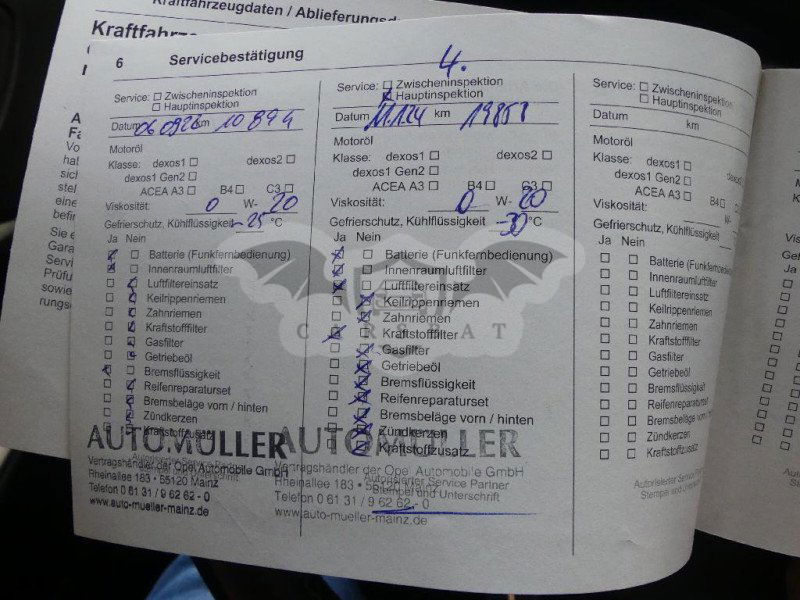 Kraftfahrzeugdaten / Ablieferungsd
Kraftfahrze
6 Servicebestätigung
4.
Service: Zwischeninspektion
Hauptinspektion
Datum km 10894
Motoröl
Klasse: dexos1 dexos2
dexos1 Gen2
ACEA A3 B4 C3
Viskosität: 0 W- 20
Gefrierschutz, Kühlflüssigkeit -25 °C
Ja Nein
Batterie (Funkfernbedienung)
Innenraumluftfilter
Luftfiltereinsatz
Keilrippenriemen
Zahnriemen
Kraftstofffilter
Gasfilter
Getriebeöl
Bremsflüssigkeit
Reifenreparaturset
Bremsbeläge vorn / hinten
Zündkerzen
Kraftstoffzusatz
AUTO.MÜLLER
Vertragshändler der Opel Automobile GmbH
Rheinallee 183 • 55120 Mainz
Telefon 0 61 31 / 9 62 62 - 0
www.auto-mueller-mainz.de
Service: Zwischeninspektion
Hauptinspektion
Datum 11.1.24 km
Motoröl
Klasse: dexos1 dexos2
dexos1 Gen2
ACEA A3 B4 C3
Viskosität: 0 W- 20
Gefrierschutz, Kühlflüssigkeit -30 °C
Ja Nein
Batterie (Funkfernbedienung)
Innenraumluftfilter
Luftfiltereinsatz
Keilrippenriemen
Zahnriemen
Kraftstofffilter
Gasfilter
Getriebeöl
Bremsflüssigkeit
Reifenreparaturset
Bremsbeläge vorn / hinten
Zündkerzen
Kraftstoffzusatz
AUTO.MÜLLER
Vertragshändler der Opel Automobile GmbH
Autorisierter Service Partner
Rheinallee 183 • 55120 Mainz
Stempel und Unterschrift
Telefon 0 61 31 / 9 62 62 - 0
www.auto-mueller-mainz.de
Service: Zwischeninspektion
Hauptinspektion
Datum km
Motoröl
Klasse: dexos1 dexos2
dexos1 Gen2
ACEA A3 B4
Viskosität: W-
Gefrierschutz, Kühlflüssigkeit
Ja Nein
Batterie (Funkfernbedienung)
Innenraumluftfilter
Luftfiltereinsatz
Keilrippenriemen
Zahnriemen
Kraftstofffilter
Gasfilter
Getriebeöl
Bremsflüssigkeit
Reifenreparaturset
Bremsbeläge vorn / hinten
Zündkerzen
Kraftstoffzusatz
Autorisierter Service
Stempel und
CARSBAT